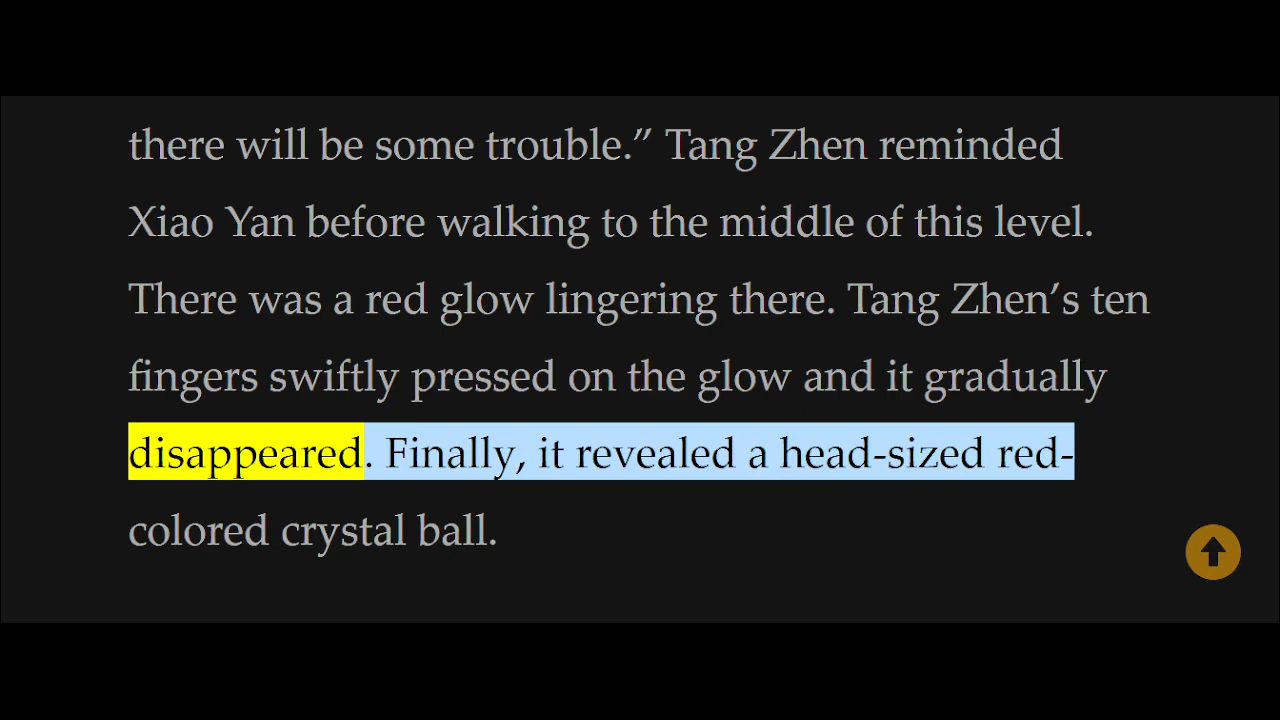 there will be some trouble.” Tang Zhen reminded
Xiao Yan before walking to the middle of this level.
There was a red glow lingering there. Tang Zhen’s ten
fingers swiftly pressed on the glow and it gradually
disappeared. Finally, it revealed a head-sized red-
colored crystal ball.